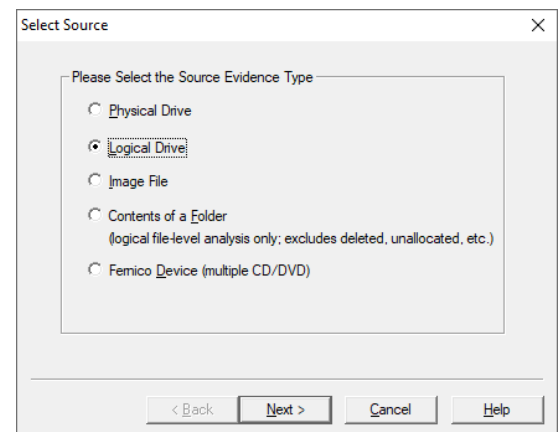 Select Source
Please Select the Source Evidence Type
Physical Drive
Logical Drive
Image File
Contents of a Folder
(logical file-level analysis only; excludes deleted, unallocated, etc.)
Fernico Device (multiple CD/DVD)
< Back
Next >
Cancel
Help